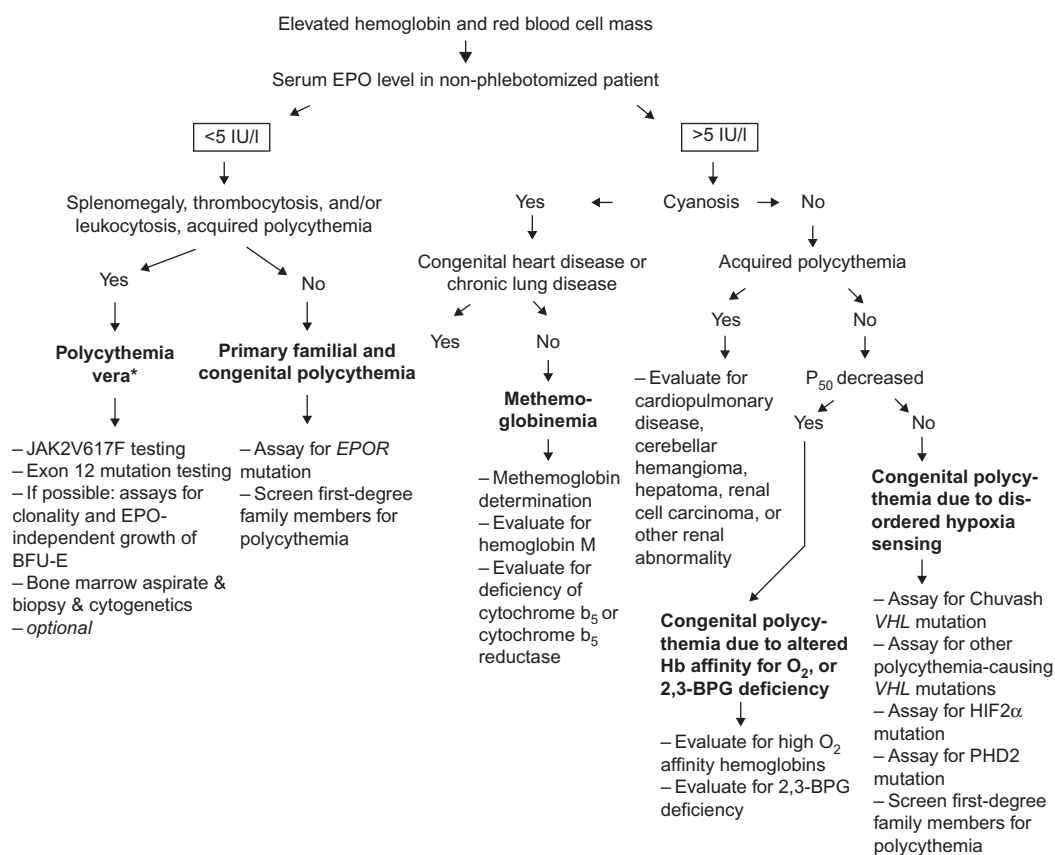 Elevated hemoglobin and red blood cell mass
Serum EPO level in non-phlebotomized patient
<5 IU/l
>5 IU/l
Splenomegaly, thrombocytosis, and/or
leukocytosis, acquired polycythemia
Yes
No
Polycythemia
vera*
Primary familial and
congenital polycythemia
– JAK2V617F testing
– Exon 12 mutation testing
– If possible: assays for
clonality and EPO-
independent growth of
BFU-E
– Bone marrow aspirate &
biopsy & cytogenetics
– optional
– Assay for EPOR
mutation
– Screen first-degree
family members for
polycythemia
Yes
Cyanosis
No
Congenital heart disease or
chronic lung disease
Yes
No
Methemo-
globinemia
– Methemoglobin
determination
– Evaluate for
hemoglobin M
– Evaluate for
deficiency of
cytochrome b5 or
cytochrome b5
reductase
Acquired polycythemia
Yes
No
– Evaluate for
cardiopulmonary
disease,
cerebellar
hemangioma,
hepatoma, renal
cell carcinoma, or
other renal
abnormality
P50 decreased
Yes
No
Congenital polycy-
themia due to altered
Hb affinity for O2, or
2,3-BPG deficiency
– Evaluate for high O2
affinity hemoglobins
– Evaluate for 2,3-BPG
deficiency
Congenital polycy-
themia due to dis-
ordered hypoxia
sensing
– Assay for Chuvash
VHL mutation
– Assay for other
polycythemia-causing
VHL mutations
– Assay for HIF2α
mutation
– Assay for PHD2
mutation
– Screen first-degree
family members for
polycythemia